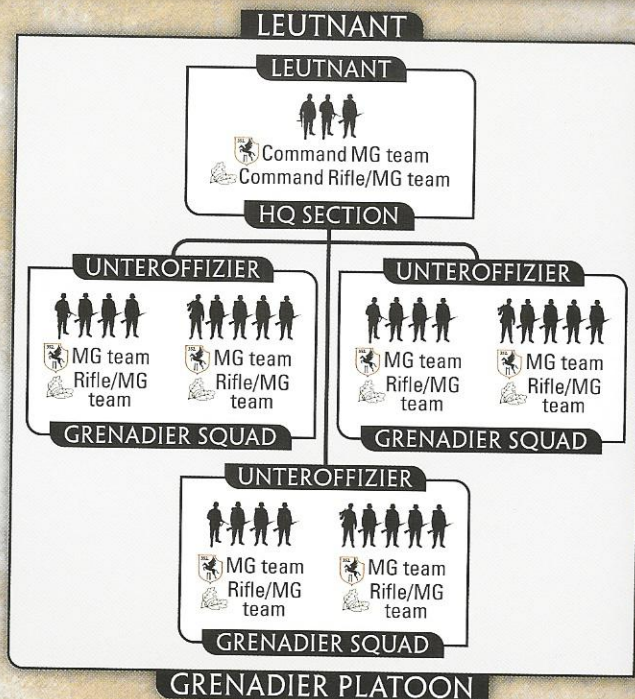 LEUTNANT
LEUTNANT
Command MG team
Command Rifle/MG team
HQ SECTION
UNTEROFFIZIER
MG team
Rifle/MG
team
MG team
Rifle/MG
team
GRENADIER SQUAD
UNTEROFFIZIER
MG team
Rifle/MG
team
MG team
Rifle/MG
team
GRENADIER SQUAD
UNTEROFFIZIER
MG team
Rifle/MG
team
MG team
Rifle/MG
team
GRENADIER SQUAD
GRENADIER PLATOON